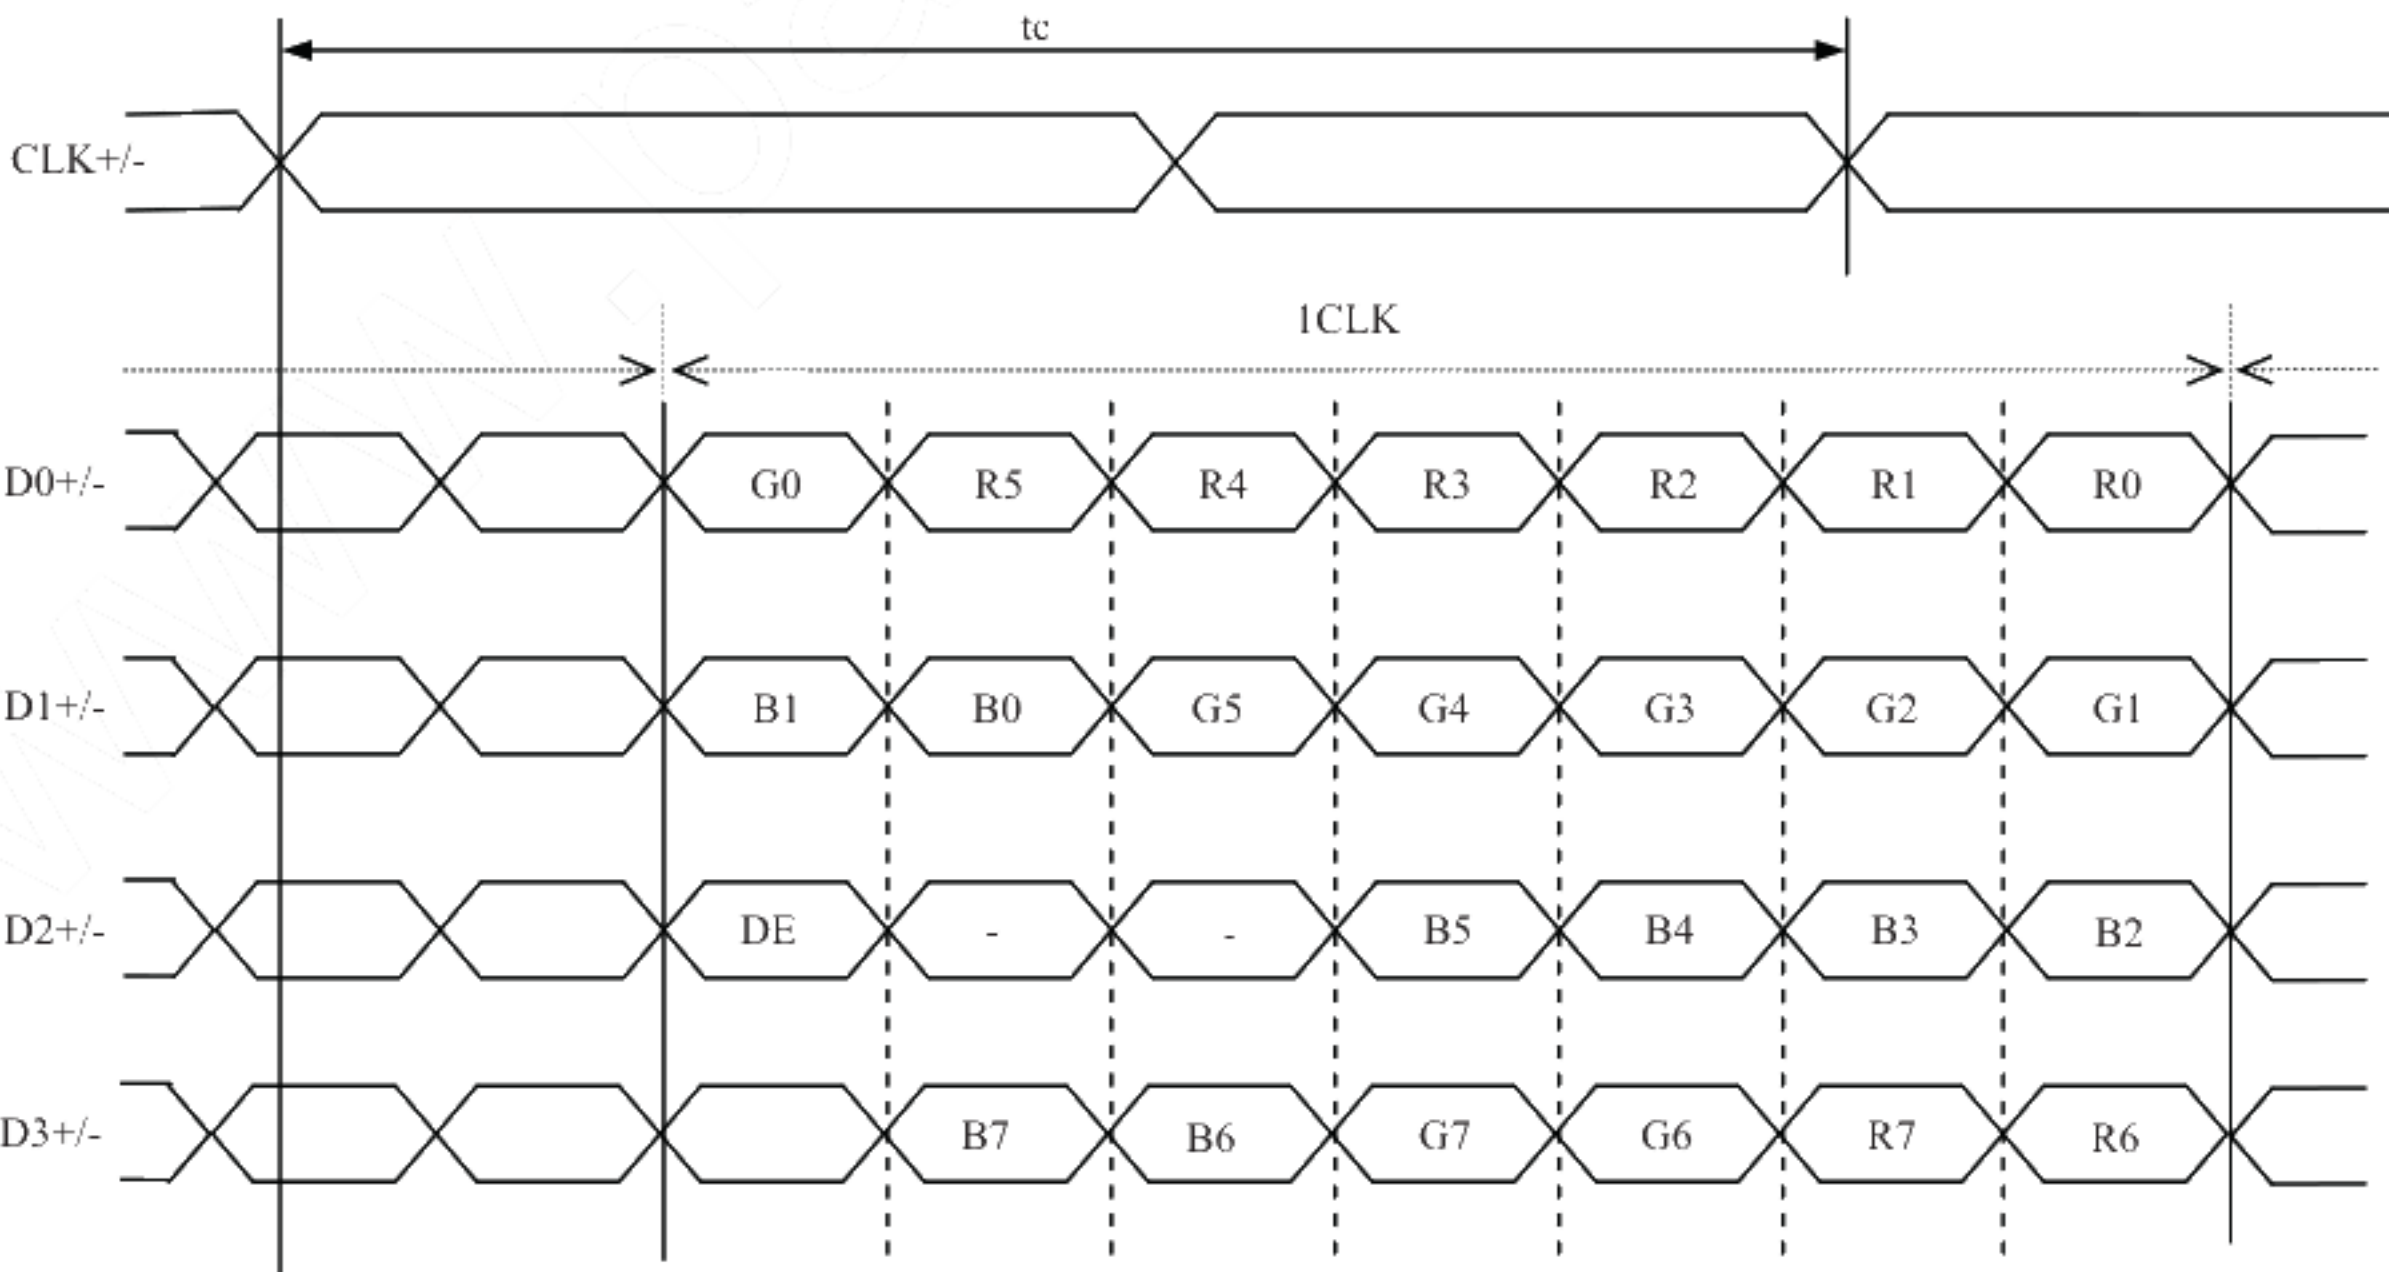 tc
CLK+/-
1CLK
D0+/- G0 R5 R4 R3 R2 R1 R0
D1+/- B1 B0 G5 G4 G3 G2 G1
D2+/- DE - - B5 B4 B3 B2
D3+/- B7 B6 G7 G6 R7 R6